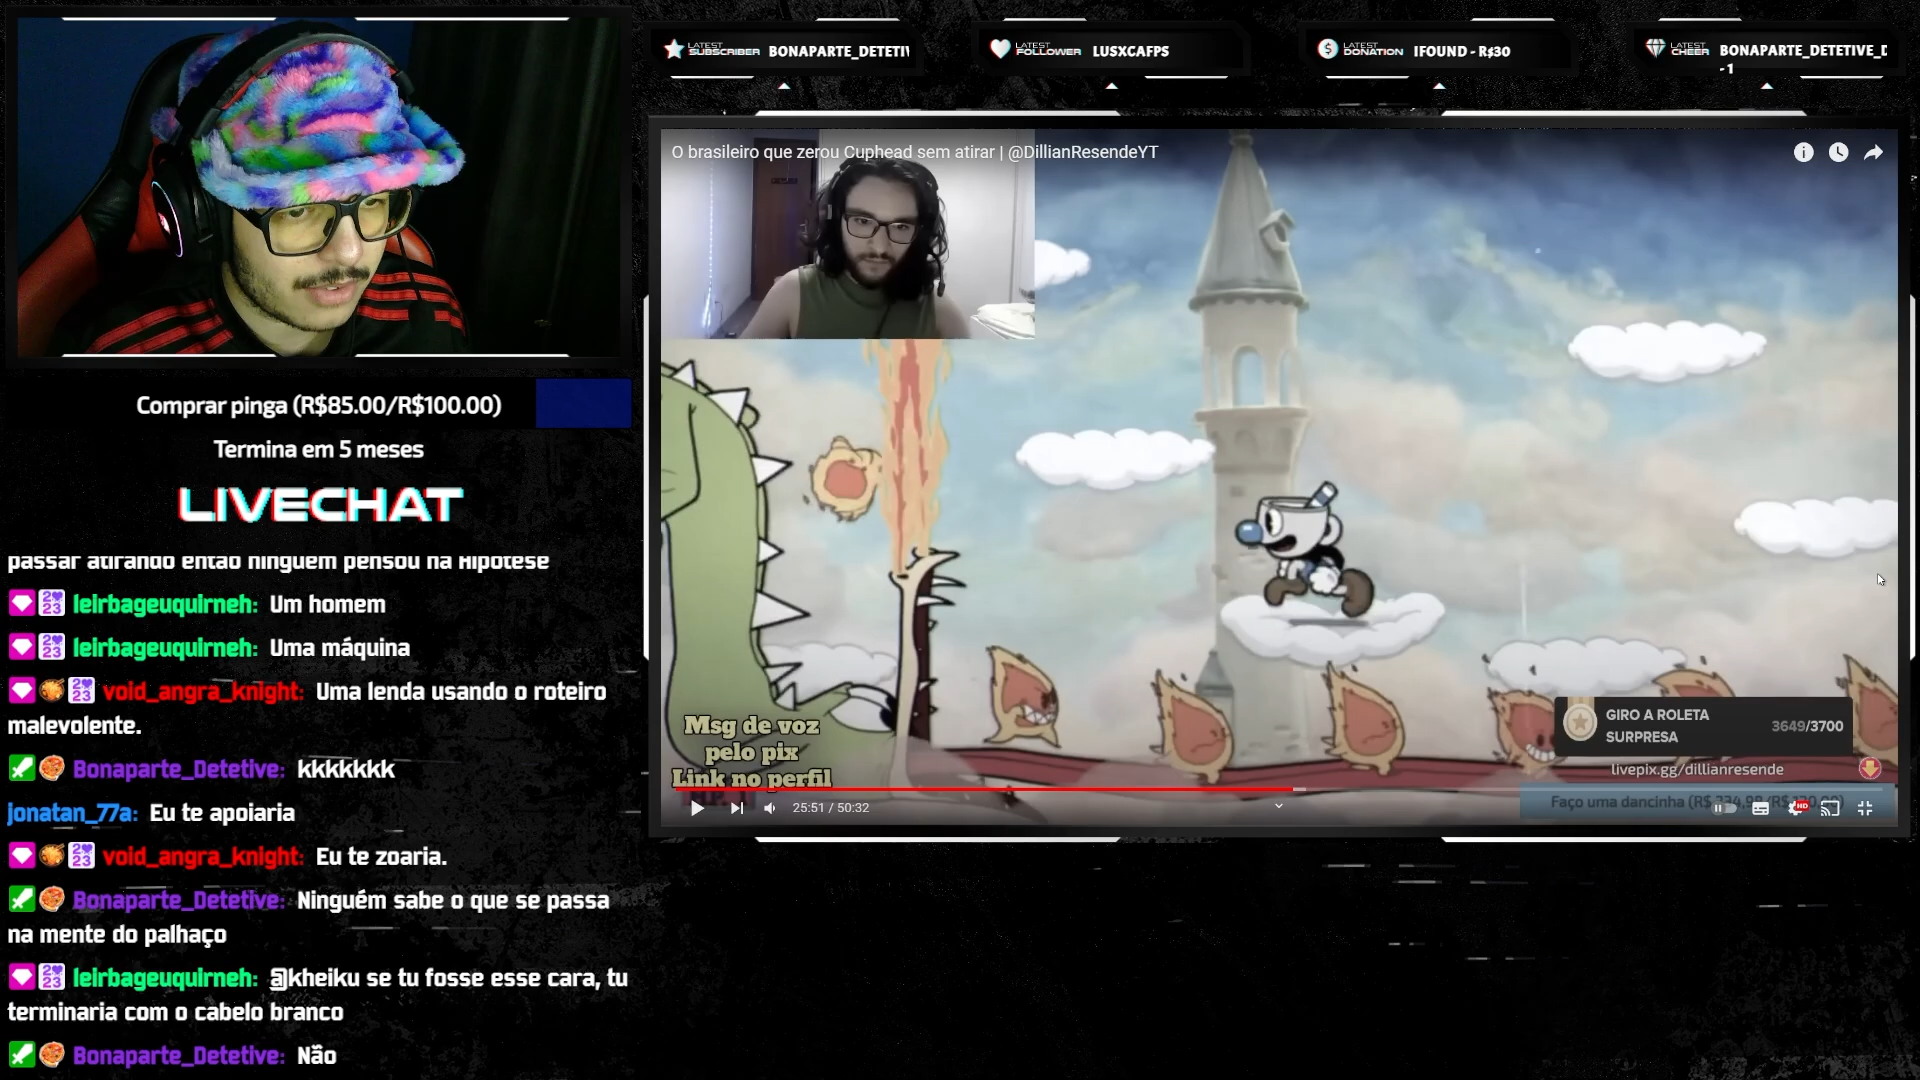 LATEST SUBSCRIBER BONAPARTE_DETETIV
LATEST FOLLOWER LUSXCAFPS
LATEST DONATION IFOUND - R$30
LATEST CHEER BONAPARTE_DETETIVE_D
- 1
O brasileiro que zerou Cuphead sem atirar | @DillianResendeYT
Comprar pinga (R$85.00/R$100.00)
Termina em 5 meses
LIVECHAT
passar atirando então ninguém pensou na Hipótese
leirbageuquirneh: Um homem
leirbageuquirneh: Uma máquina
void_angra_knight: Uma lenda usando o roteiro
malevolente.
Bonaparte_Detetive: kkkkkkk
jonatan_77a: Eu te apoiaria
void_angra_knight: Eu te zoaria.
Bonaparte_Detetive: Ninguém sabe o que se passa
na mente do palhaço
leirbageuquirneh: @kheiku se tu fosse esse cara, tu
terminaria com o cabelo branco
Bonaparte_Detetive: Não
Msg de voz
pelo pix
Link no perfil
GIRO A ROLETA
SURPRESA
3649/3700
livepix.gg/dillianresende
Faço uma dancinha
25:51 / 50:32
HD